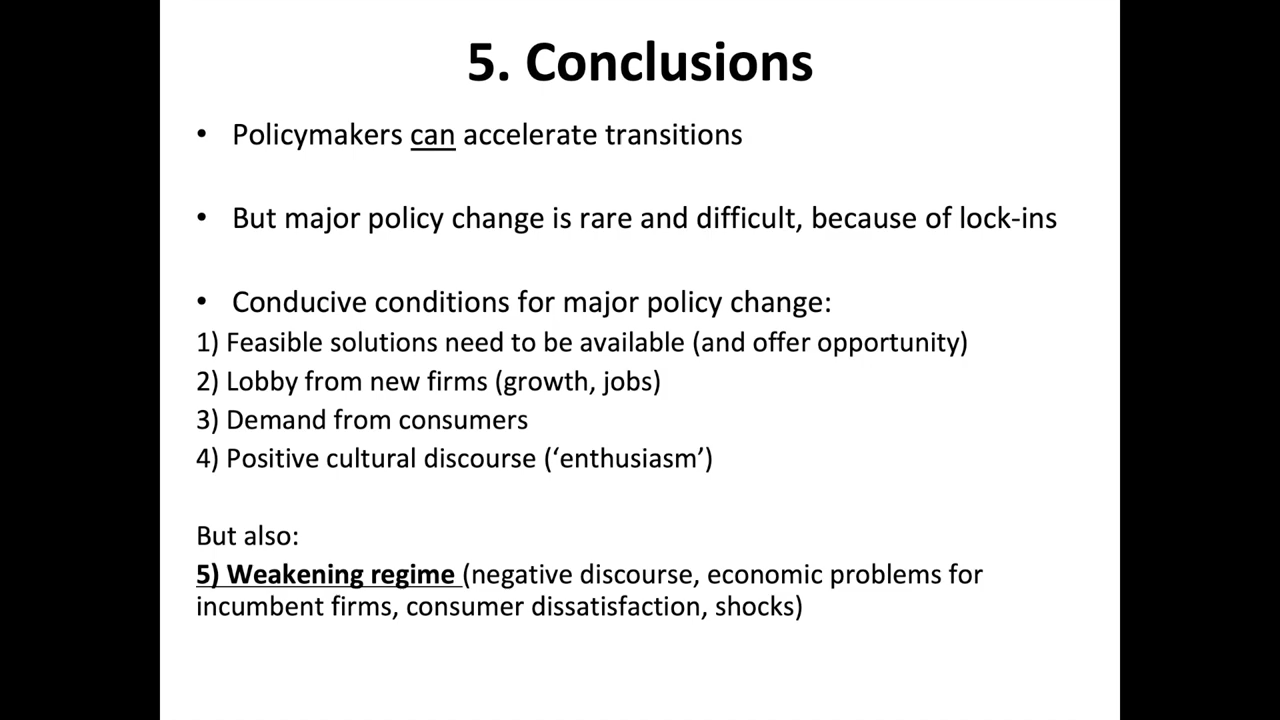 5. Conclusions
• Policymakers can accelerate transitions
• But major policy change is rare and difficult, because of lock-ins
• Conducive conditions for major policy change:
1) Feasible solutions need to be available (and offer opportunity)
2) Lobby from new firms (growth, jobs)
3) Demand from consumers
4) Positive cultural discourse (‘enthusiasm’)
But also:
5) Weakening regime (negative discourse, economic problems for
incumbent firms, consumer dissatisfaction, shocks)